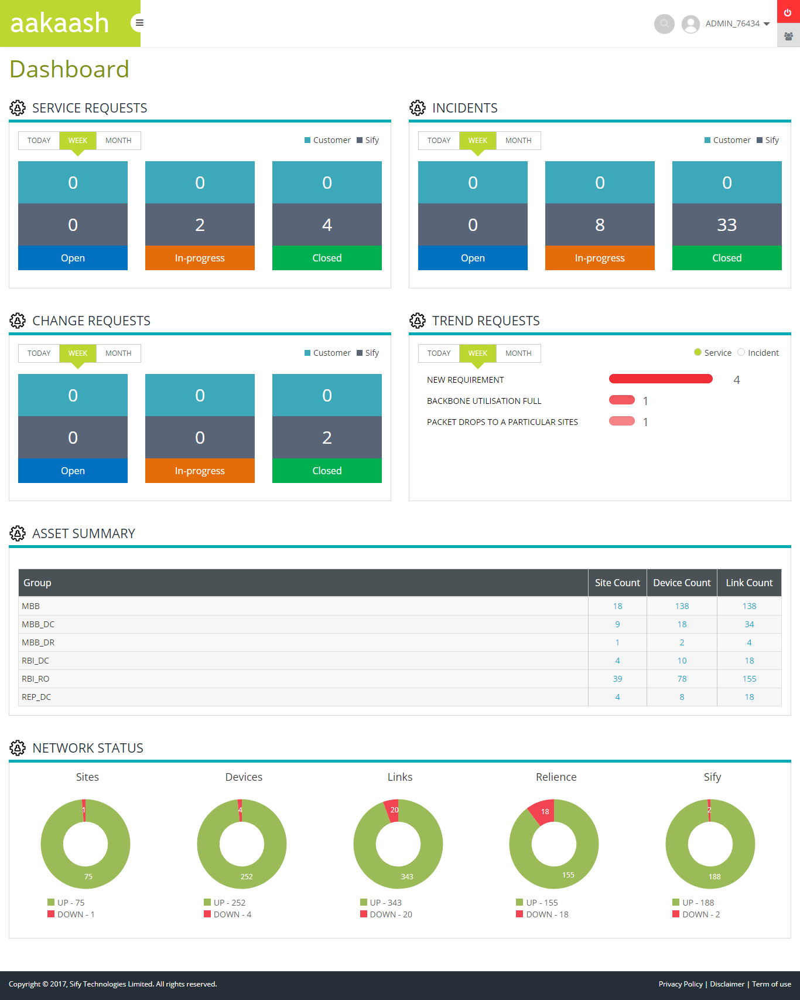 aakaash
ADMIN_76434
Dashboard
SERVICE REQUESTS
TODAY WEEK MONTH
Customer Sify
0 0 0
0 2 4
Open In-progress Closed
INCIDENTS
TODAY WEEK MONTH
Customer Sify
0 0 0
0 8 33
Open In-progress Closed
CHANGE REQUESTS
TODAY WEEK MONTH
Customer Sify
0 0 0
0 0 2
Open In-progress Closed
TREND REQUESTS
TODAY WEEK MONTH
Service Incident
NEW REQUIREMENT 4
BACKBONE UTILISATION FULL 1
PACKET DROPS TO A PARTICULAR SITES 1
ASSET SUMMARY
Group Site Count Device Count Link Count
MBB 18 138 138
MBB_DC 9 18 34
MBB_DR 1 2 4
RBI_DC 4 10 18
RBI_RO 39 78 155
REP_DC 4 8 18
NETWORK STATUS
Sites Devices Links Relience Sify
1 4 20 18 2
75 252 343 155 188
UP - 75 UP - 252 UP - 343 UP - 155 UP - 188
DOWN - 1 DOWN - 4 DOWN - 20 DOWN - 18 DOWN - 2
Copyright © 2017, Sify Technologies Limited. All rights reserved. Privacy Policy | Disclaimer | Term of use